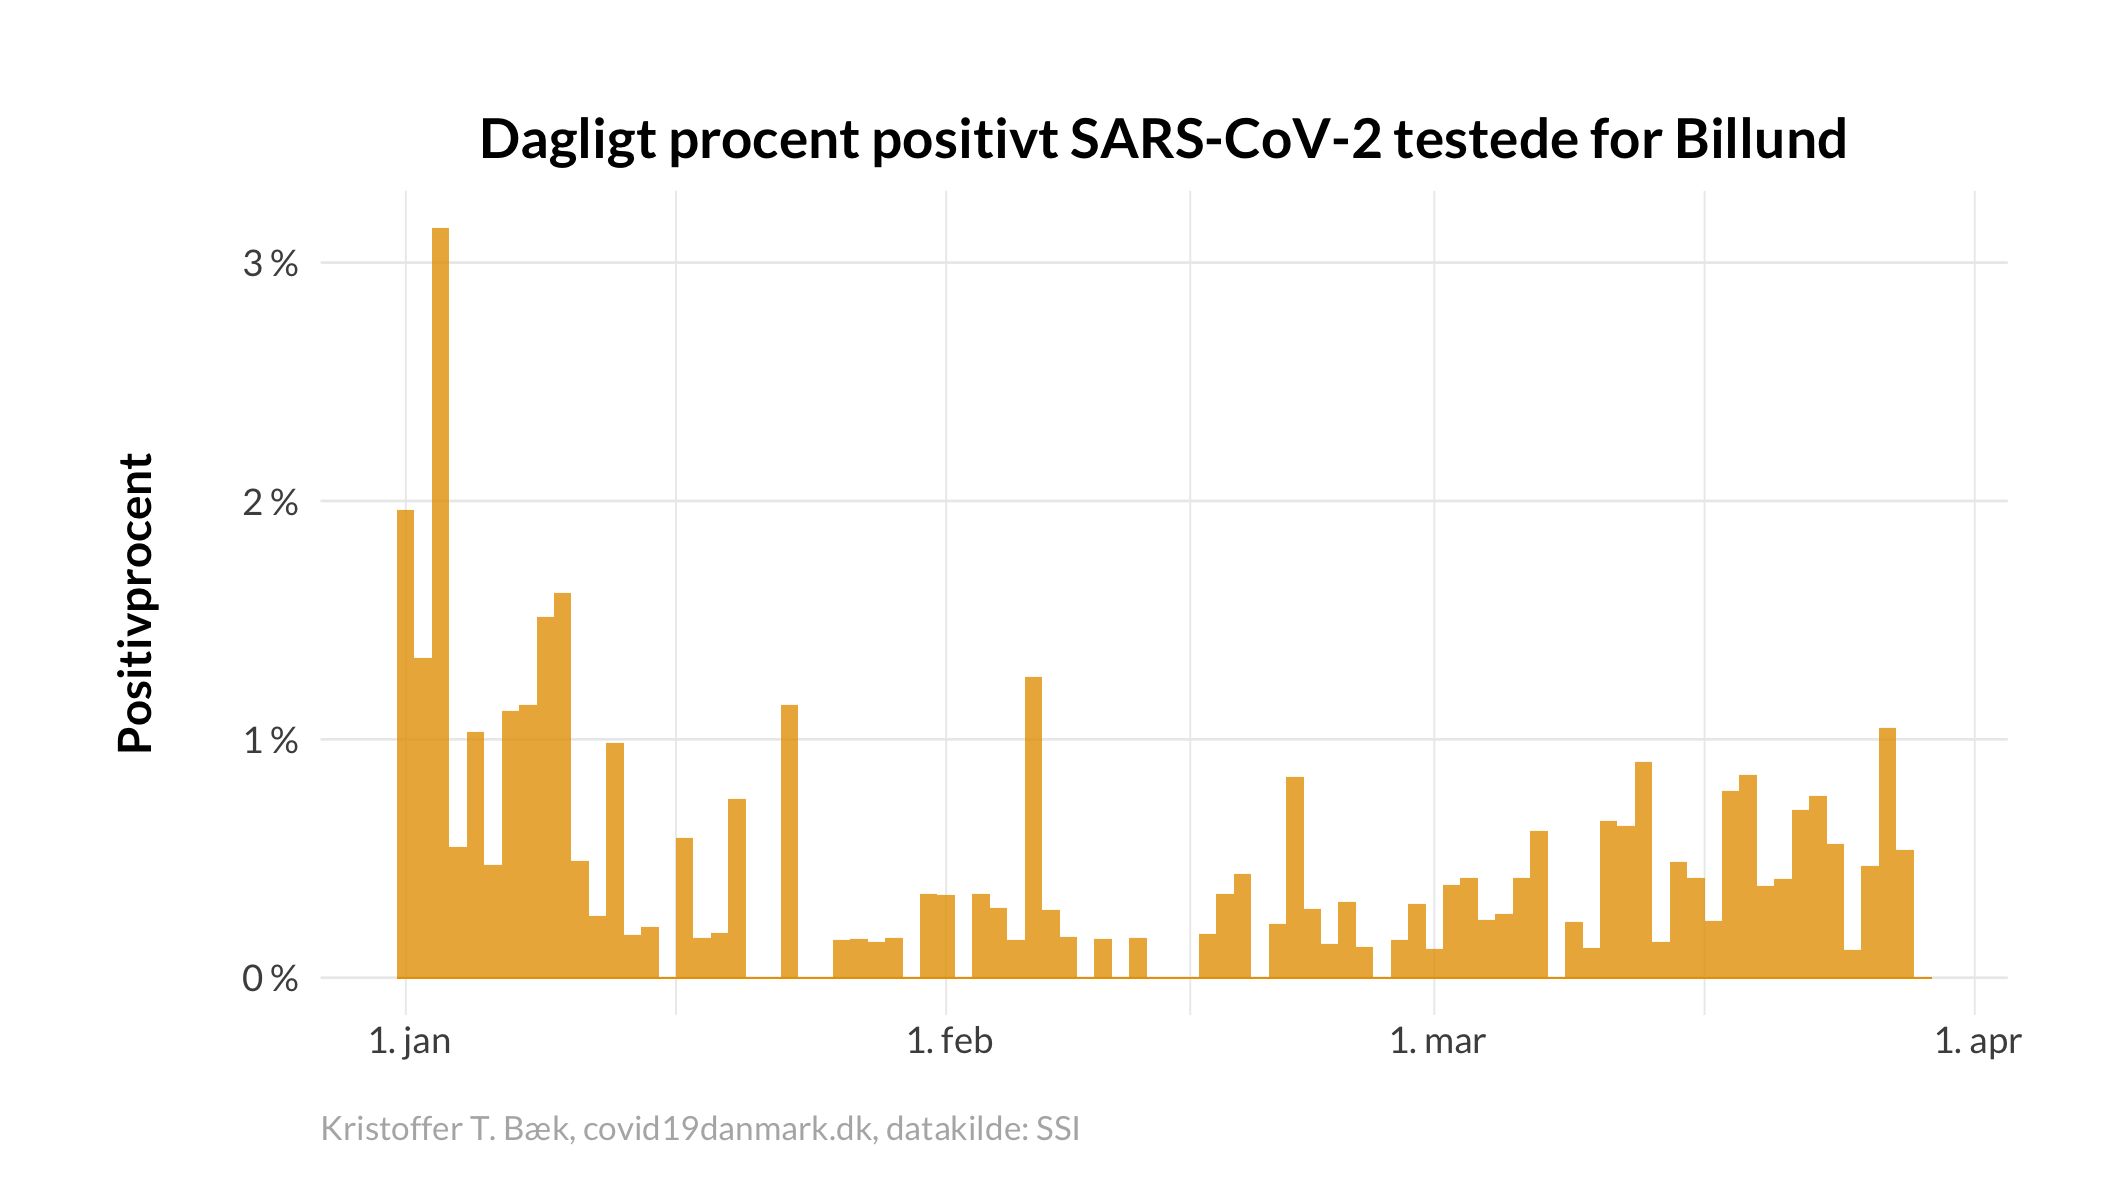 Dagligt procent positivt SARS-CoV-2 testede for Billund
Positivprocent
3 %
2 %
1 %
0 %
1. jan
1. feb
1. mar
1. apr
Kristoffer T. Bæk, covid19danmark.dk, datakilde: SSI